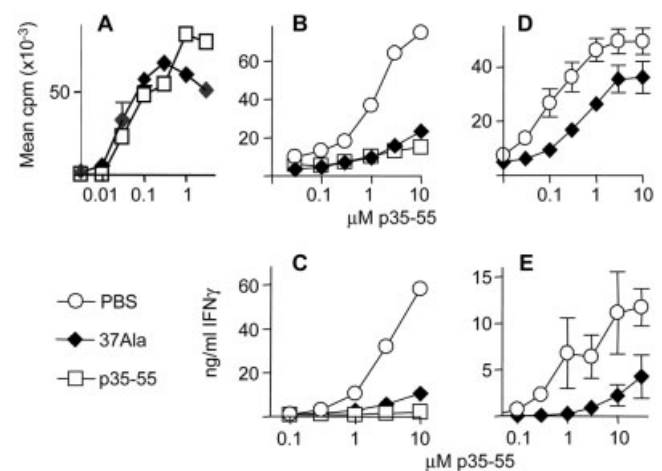 A
B
D
Mean cpm (x10-3)
50
0.01 0.1 1
60
40
20
0.1 1 10
μM p35-55
40
20
0.01 0.1 1 10
PBS
37Ala
p35-55
C
E
ng/ml IFNγ
60
40
20
0.1 1 10
15
10
5
0.1 1 10
μM p35-55